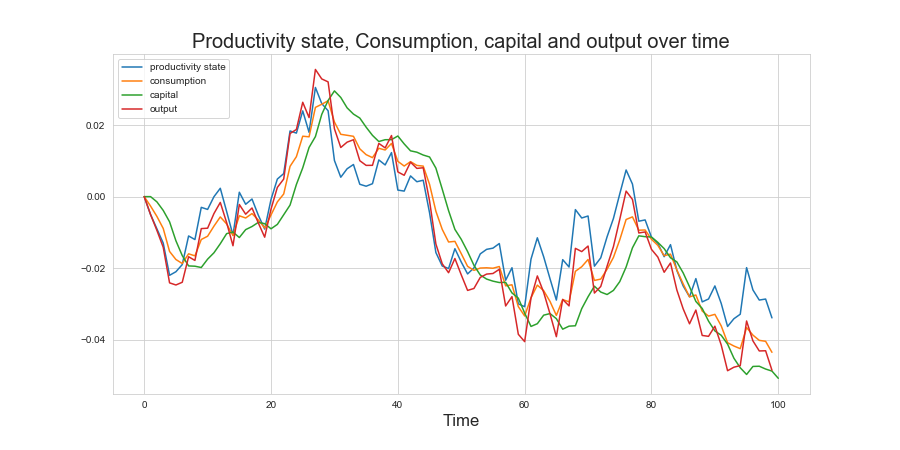 Productivity state, Consumption, capital and output over time
productivity state
consumption
capital
output
0.02
0.00
−0.02
−0.04
0 20 40 60 80 100
Time